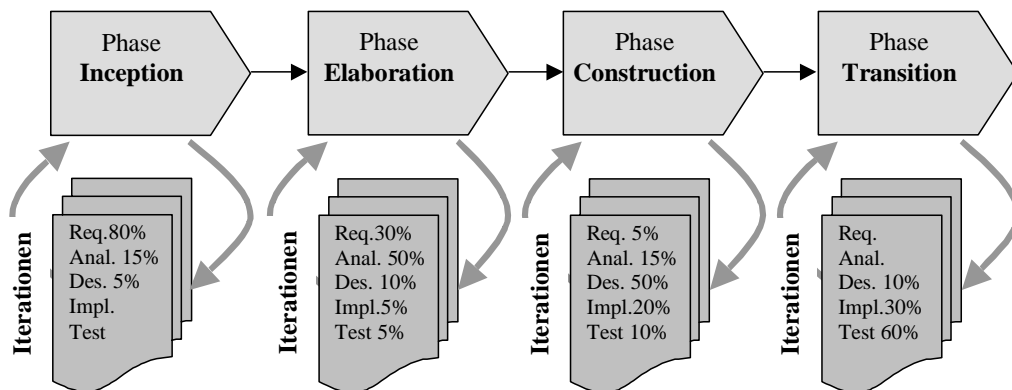 Phase
Inception
Phase
Elaboration
Phase
Construction
Phase
Transition
Iterationen
Req.80%
Anal. 15%
Des. 5%
Impl.
Test
Iterationen
Req.30%
Anal. 50%
Des. 10%
Impl.5%
Test 5%
Iterationen
Req. 5%
Anal. 15%
Des. 50%
Impl.20%
Test 10%
Iterationen
Req.
Anal.
Des. 10%
Impl.30%
Test 60%